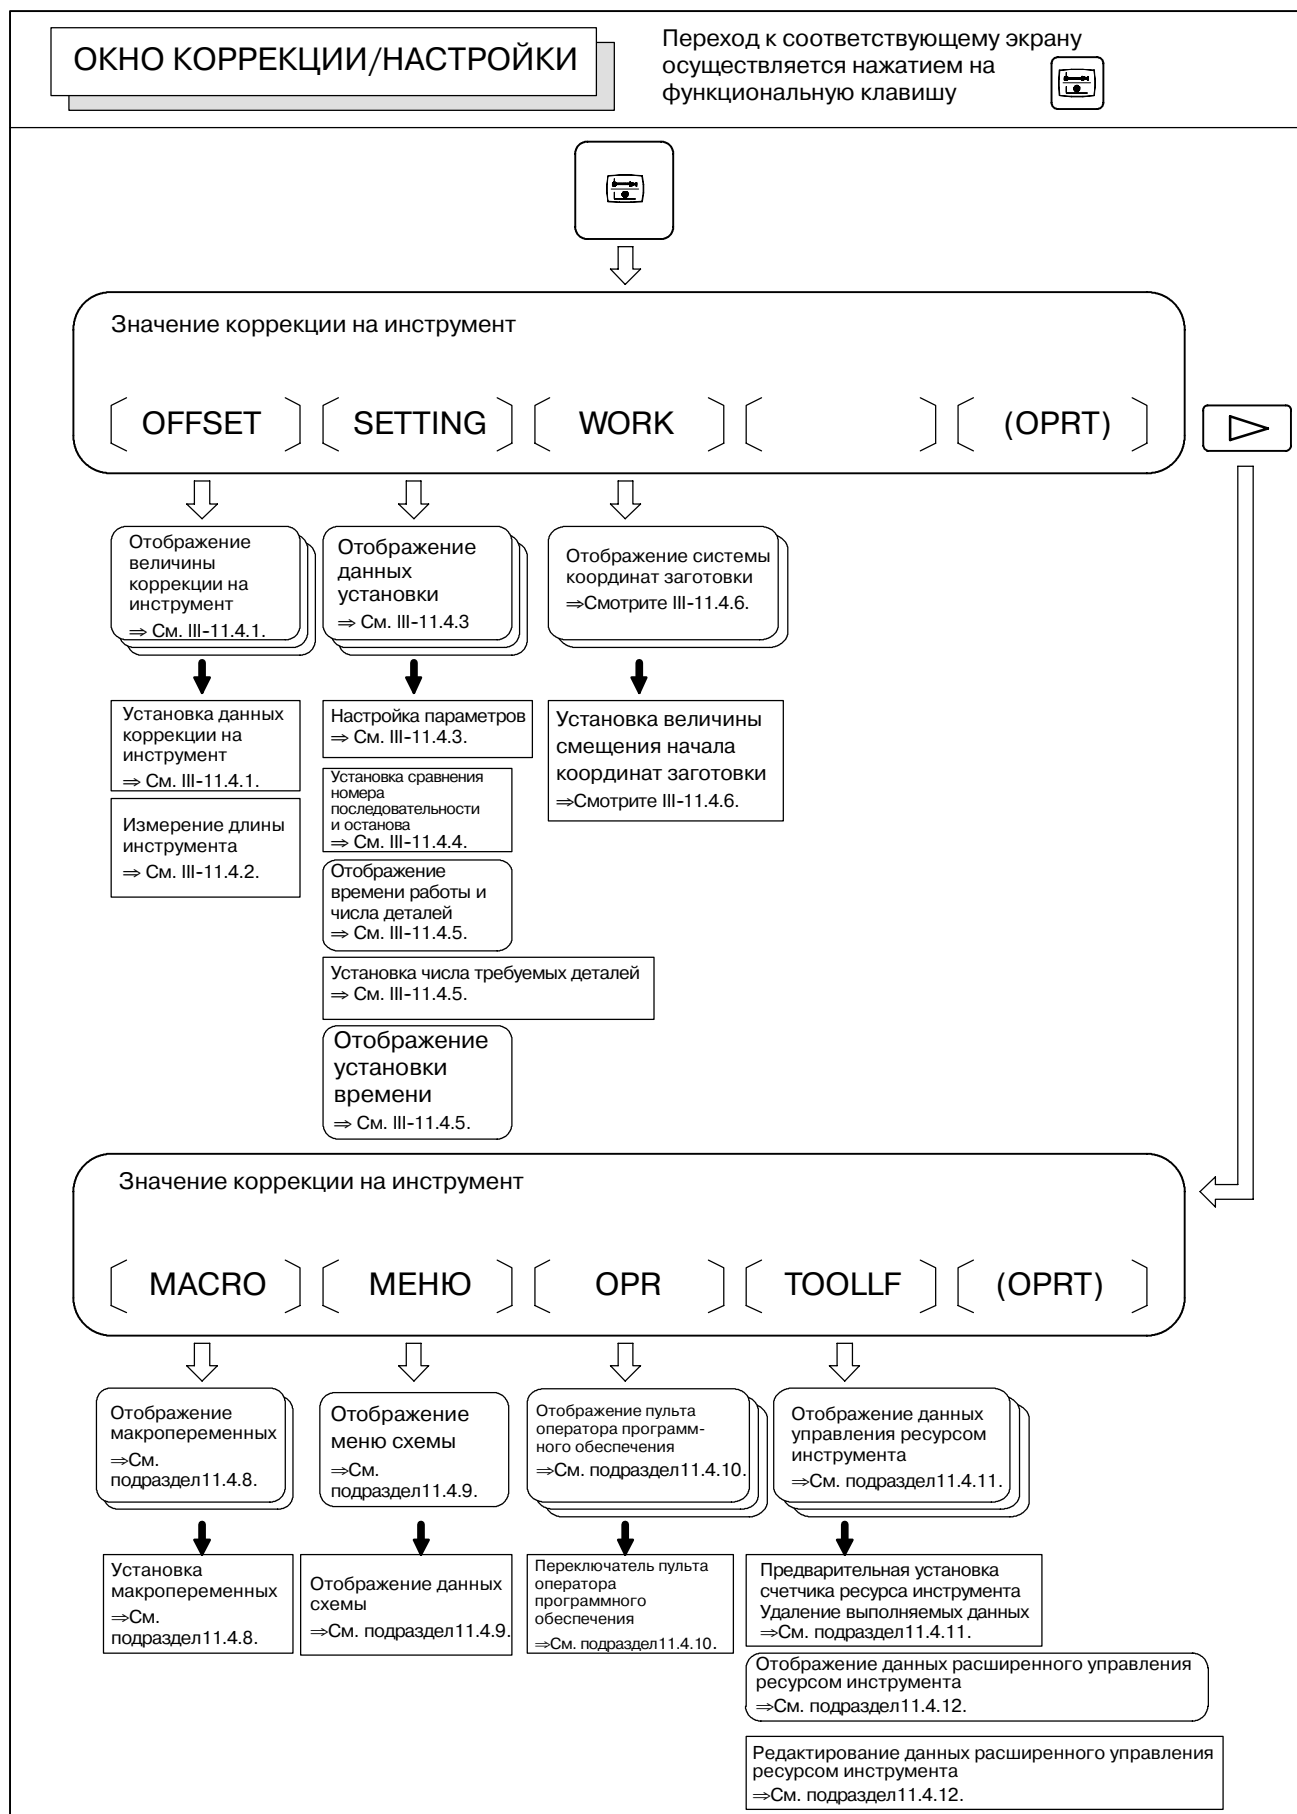 ОКНО КОРРЕКЦИИ/НАСТРОЙКИ
Переход к соответствующему экрану
осуществляется нажатием на
функциональную клавишу
Значение коррекции на инструмент
OFFSET
SETTING
WORK
(OPRT)
Отображение
величины
коррекции на
инструмент
⇒ См. III-11.4.1.
Отображение
данных
установки
⇒ См. III-11.4.3
Отображение системы
координат заготовки
⇒Смотрите III-11.4.6.
Установка данных
коррекции на
инструмент
⇒ См. III-11.4.1.
Измерение длины
инструмента
⇒ См. III-11.4.2.
Настройка параметров
⇒ См. III-11.4.3.
Установка сравнения
номера
последовательности
и останова
⇒ См. III-11.4.4.
Отображение
времени работы и
числа деталей
⇒ См. III-11.4.5.
Установка числа требуемых деталей
⇒ См. III-11.4.5.
Отображение
установки
времени
⇒ См. III-11.4.5.
Установка величины
смещения начала
координат заготовки
⇒Смотрите III-11.4.6.
Значение коррекции на инструмент
MACRO
МЕНЮ
OPR
TOOLLF
(OPRT)
Отображение
макропеременных
⇒См.
подраздел11.4.8.
Отображение
меню схемы
⇒См.
подраздел11.4.9.
Отображение пульта
оператора программ-
ного обеспечения
⇒См. подраздел11.4.10.
Отображение данных
управления ресурсом
инструмента
⇒См. подраздел11.4.11.
Установка
макропеременных
⇒См.
подраздел11.4.8.
Отображение данных
схемы
⇒См. подраздел11.4.9.
Переключатель пульта
оператора
программного
обеспечения
⇒См. подраздел11.4.10.
Предварительная установка
счетчика ресурса инструмента
Удаление выполняемых данных
⇒См. подраздел11.4.11.
Отображение данных расширенного управления
ресурсом инструмента
⇒См. подраздел11.4.12.
Редактирование данных расширенного управления
ресурсом инструмента
⇒См. подраздел11.4.12.